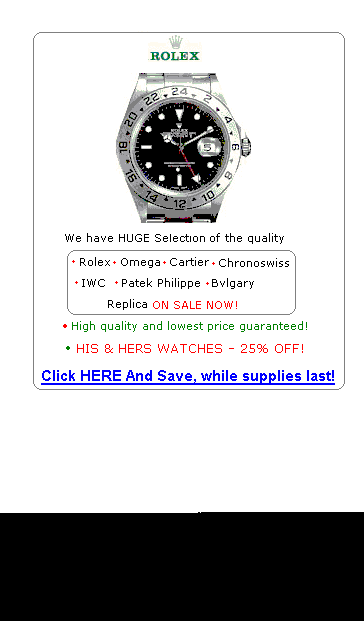 ROLEX
ROLEX
We have HUGE Selection of the quality
• Rolex • Omega • Cartier • Chronoswiss
• IWC • Patek Philippe • Bvlgary
Replica ON SALE NOW!
• High quality and lowest price guaranteed!
• HIS & HERS WATCHES - 25% OFF!
Click HERE And Save, while supplies last!